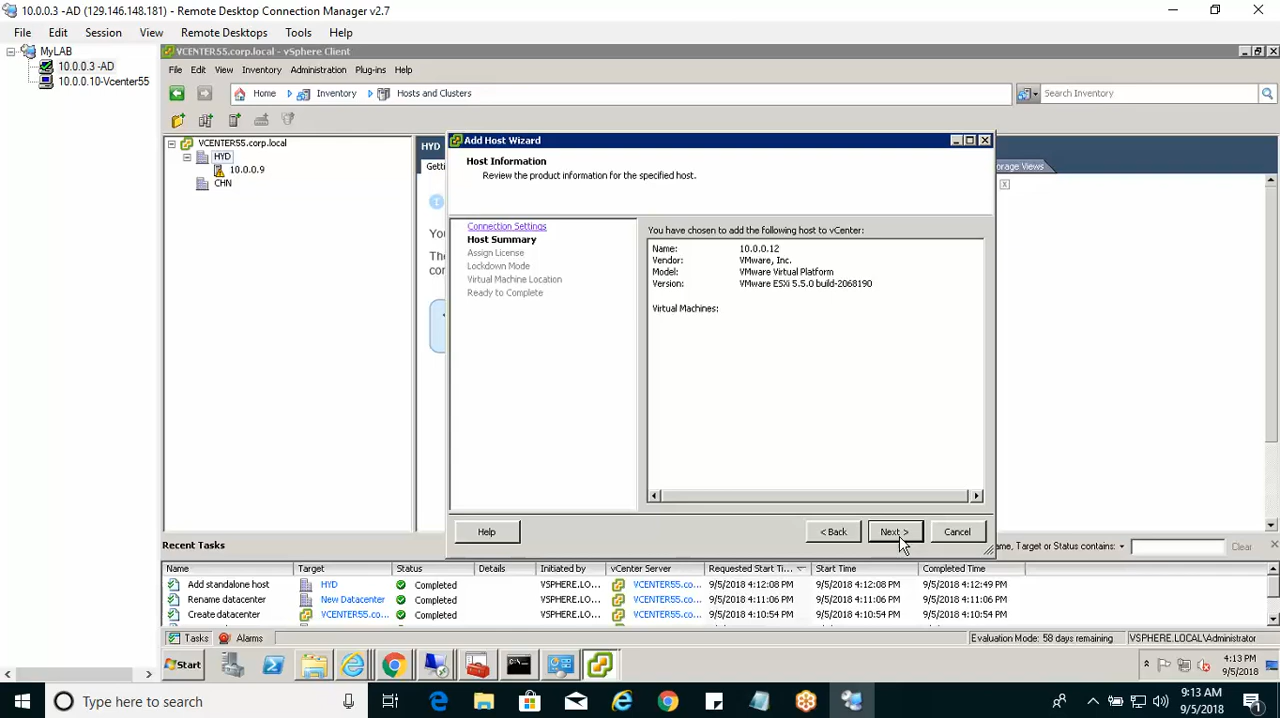 10.0.0.3 -AD (129.146.148.181) - Remote Desktop Connection Manager v2.7
File Edit Session View Remote Desktops Tools Help
MyLAB
10.0.0.3 -AD
10.0.0.10-Vcenter55
VCENTER55.corp.local - vSphere Client
File Edit View Inventory Administration Plug-ins Help
Home Inventory Hosts and Clusters
Search Inventory
VCENTER55.corp.local
HYD
10.0.0.9
CHN
HYD
orage Views
Add Host Wizard
Host Information
Review the product information for the specified host.
Connection Settings
Host Summary
Assign License
Lockdown Mode
Virtual Machine Location
Ready to Complete
You have chosen to add the following host to vCenter:
Name: 10.0.0.12
Vendor: VMware, Inc.
Model: VMware Virtual Platform
Version: VMware ESXi 5.5.0 build-2068190
Virtual Machines:
Help < Back Next > Cancel
Recent Tasks
me, Target or Status contains: Clear
Name Target Status Details Initiated by vCenter Server Requested Start Ti... Start Time Completed Time
Add standalone host HYD Completed VSPHERE.LO... VCENTER55.co... 9/5/2018 4:12:08 PM 9/5/2018 4:12:08 PM 9/5/2018 4:12:49 PM
Rename datacenter New Datacenter Completed VSPHERE.LO... VCENTER55.co... 9/5/2018 4:11:06 PM 9/5/2018 4:11:06 PM 9/5/2018 4:11:06 PM
Create datacenter VCENTER55.co... Completed VSPHERE.LO... VCENTER55.co... 9/5/2018 4:10:54 PM 9/5/2018 4:10:54 PM 9/5/2018 4:10:54 PM
Tasks Alarms
Evaluation Mode: 58 days remaining VSPHERE.LOCAL\Administrator
Start
4:13 PM
9/5/2018
Type here to search
9:13 AM
9/5/2018